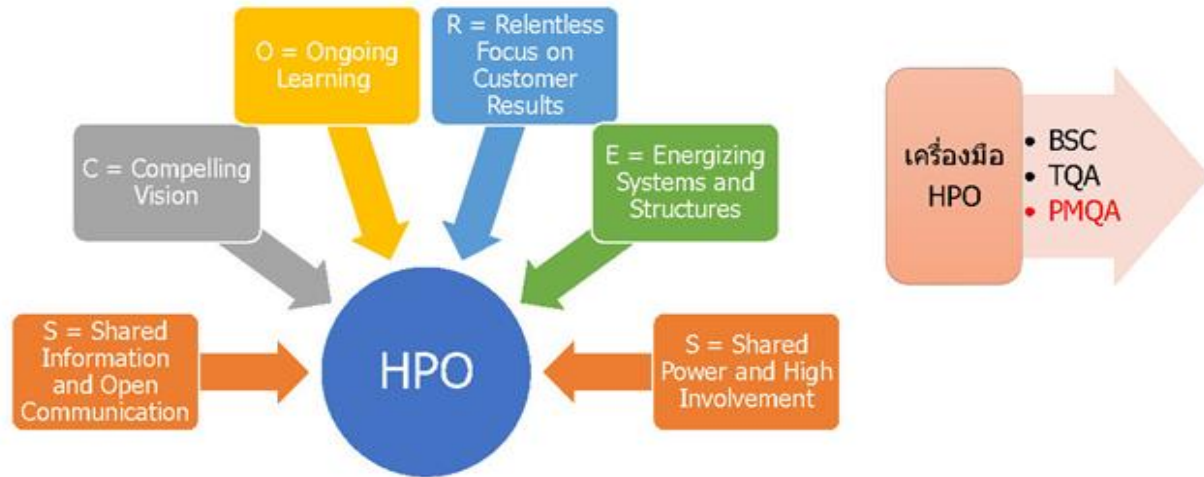 S = Shared
Information
and Open
Communication
C = Compelling
Vision
O = Ongoing
Learning
R = Relentless
Focus on
Customer
Results
E = Energizing
Systems and
Structures
S = Shared
Power and High
Involvement
HPO
เครื่องมือ
HPO
• BSC
• TQA
• PMQA